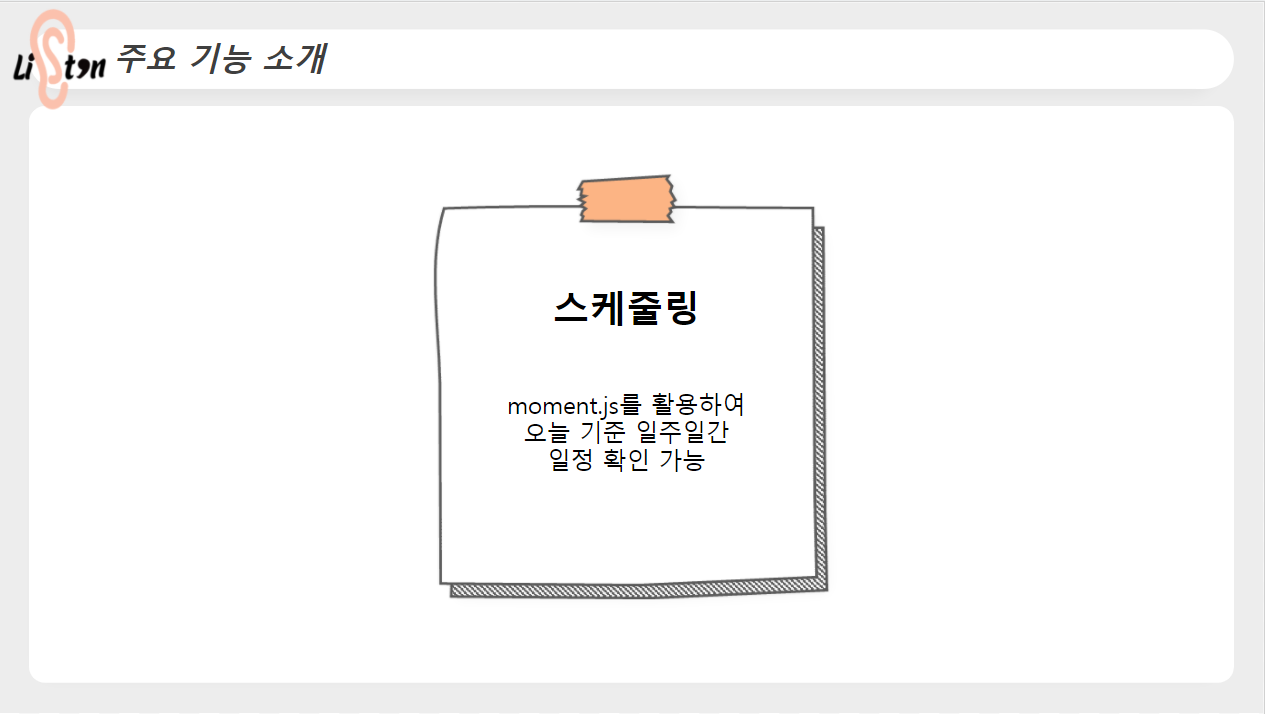 Liston 주요 기능 소개
스케줄링
moment.js를 활용하여
오늘 기준 일주일간
일정 확인 가능